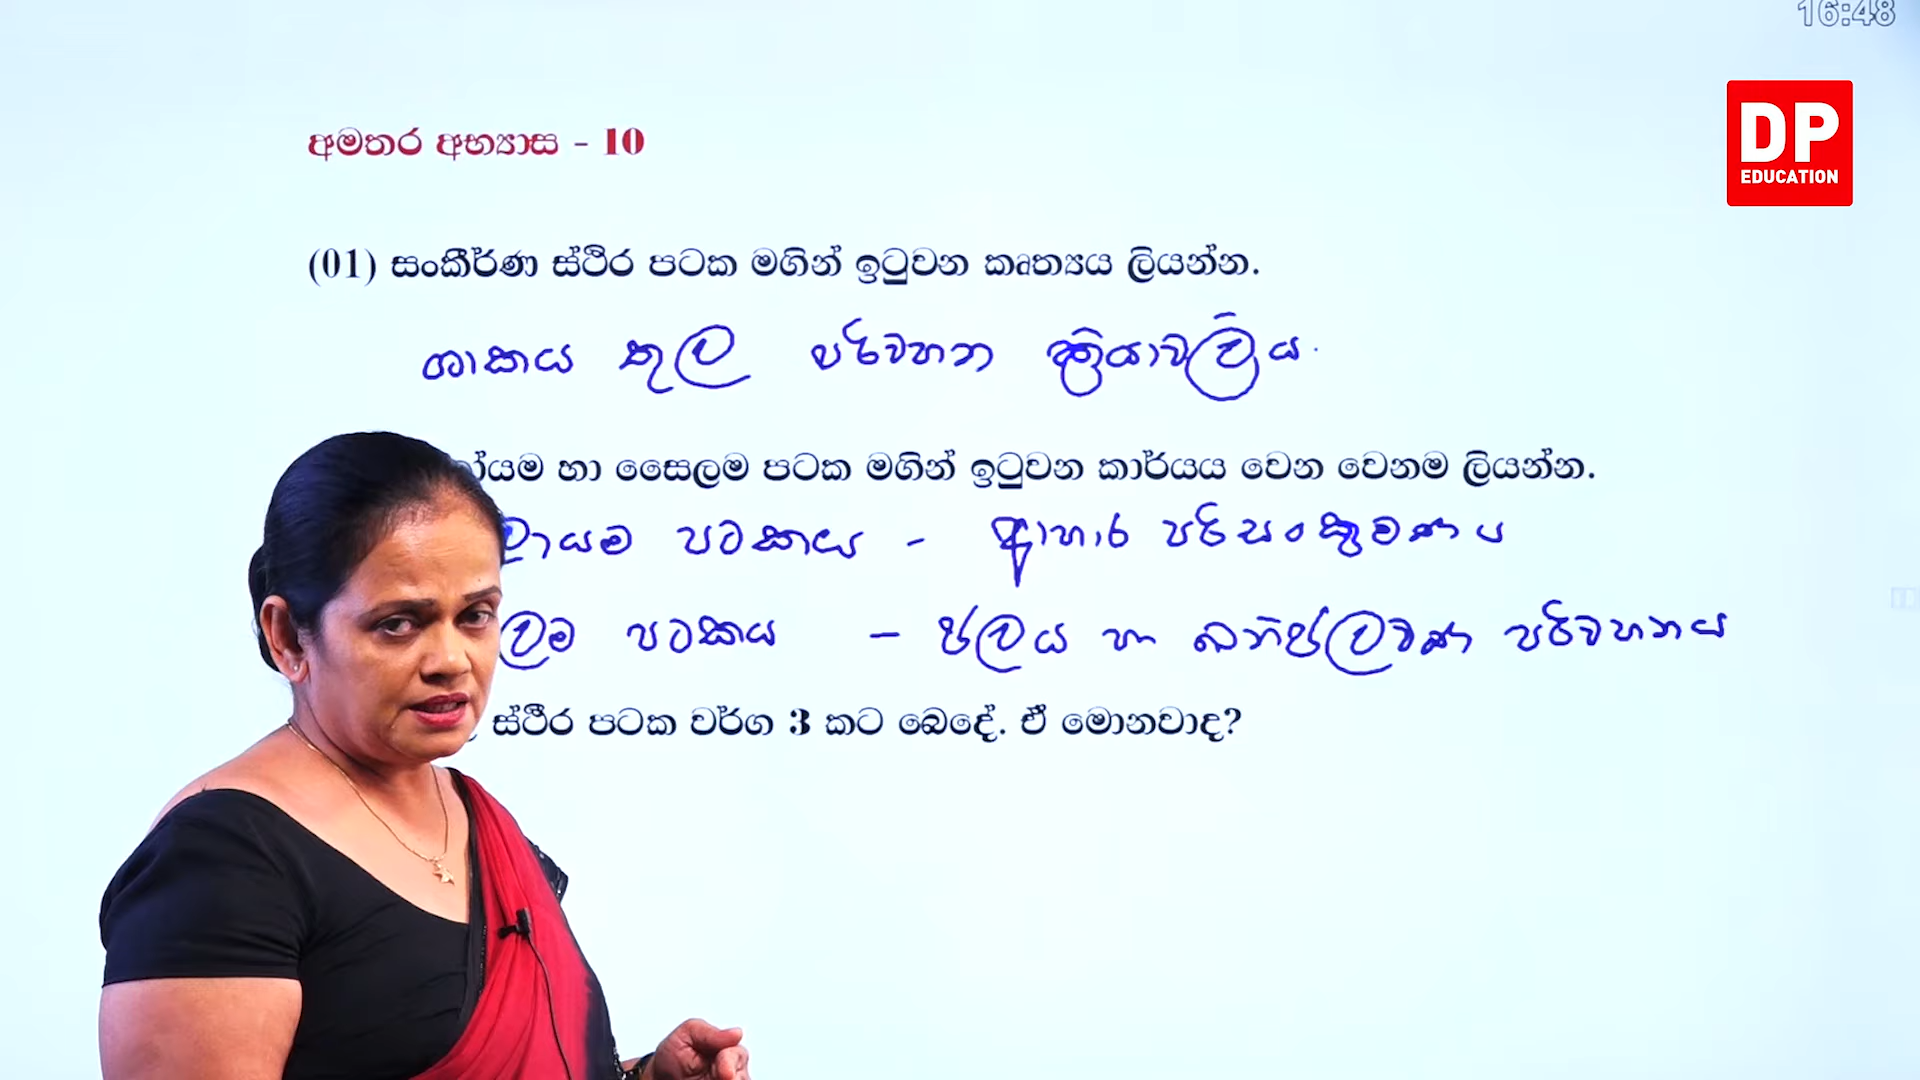 16:48
DP
EDUCATION
අමතර අභ්‍යාස - 10
(01) සංකීර්ණ ස්ථිර පටක මගින් ඉටුවන කෘත්‍යය ලියන්න.
ශාකය තුල පරිවහන ක්‍රියාවලිය.
හා සෛලම පටක මගින් ඉටුවන කාර්යය වෙන වෙනම ලියන්න.
පටකය - ආහාර පරිසංක්‍රමණය
පටකය - ජලය හා ඛනිජලවණ පරිවහනය
ස්ථීර පටක වර්ග 3 කට බෙදේ. ඒ මොනවාද?